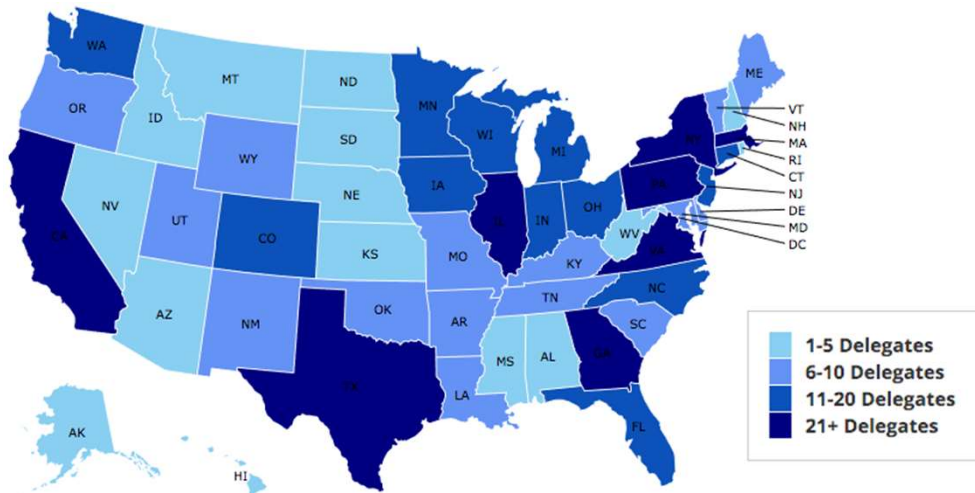 WA
MT
ND
MN
ME
OR
ID
SD
WI
MI
NY
VT
NH
MA
RI
CT
NJ
DE
MD
DC
WY
NE
IA
PA
NV
UT
CO
KS
IL
IN
OH
WV
VA
CA
MO
KY
AZ
NM
OK
AR
TN
NC
SC
TX
LA
MS
AL
GA
FL
AK
HI
1-5 Delegates
6-10 Delegates
11-20 Delegates
21+ Delegates